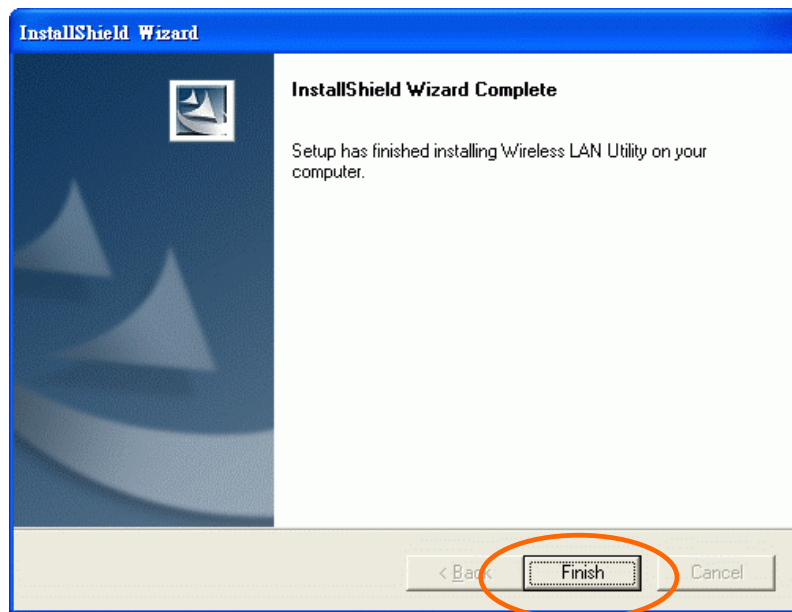 InstallShield Wizard
InstallShield Wizard Complete
Setup has finished installing Wireless LAN Utility on your
computer.
< Back Finish Cancel